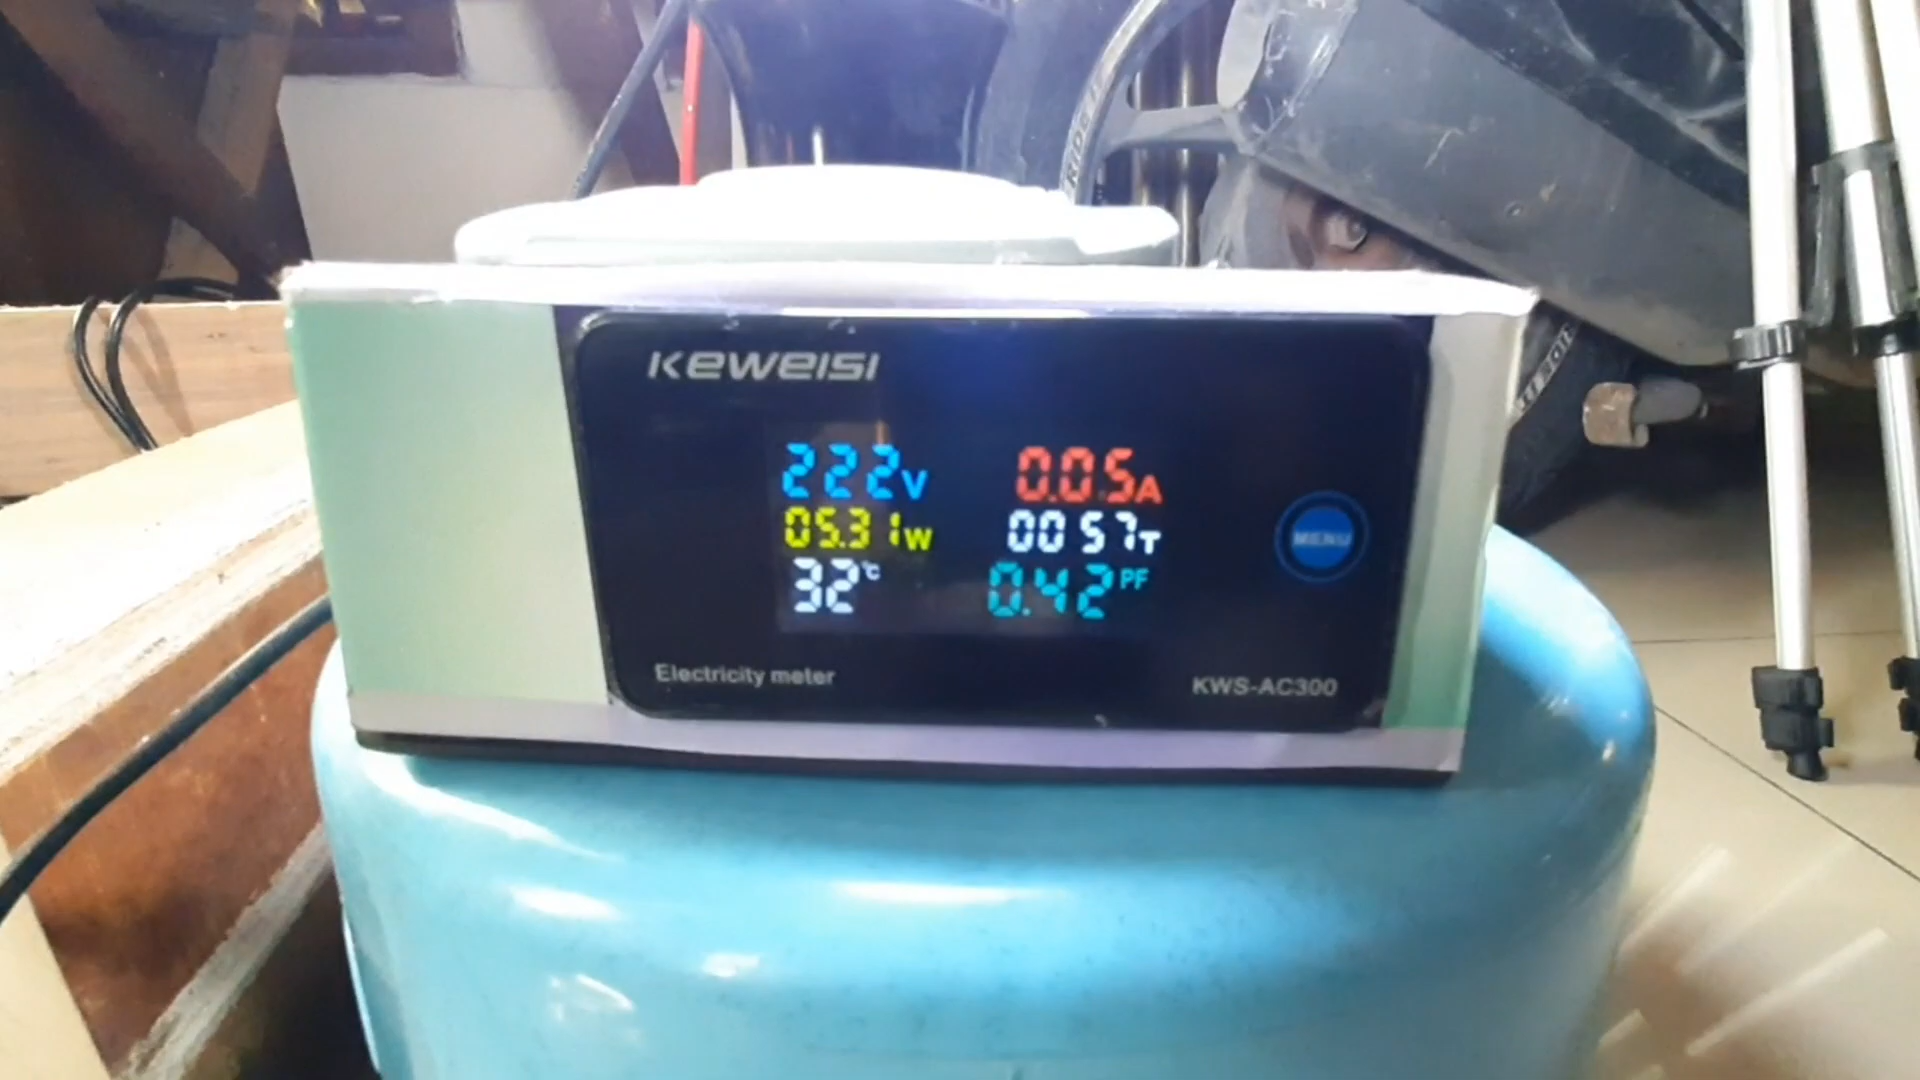 KEWEISI
222V 0.05A
05.31W 0057T
32°C 0.42PF
MENU
Electricity meter KWS-AC300